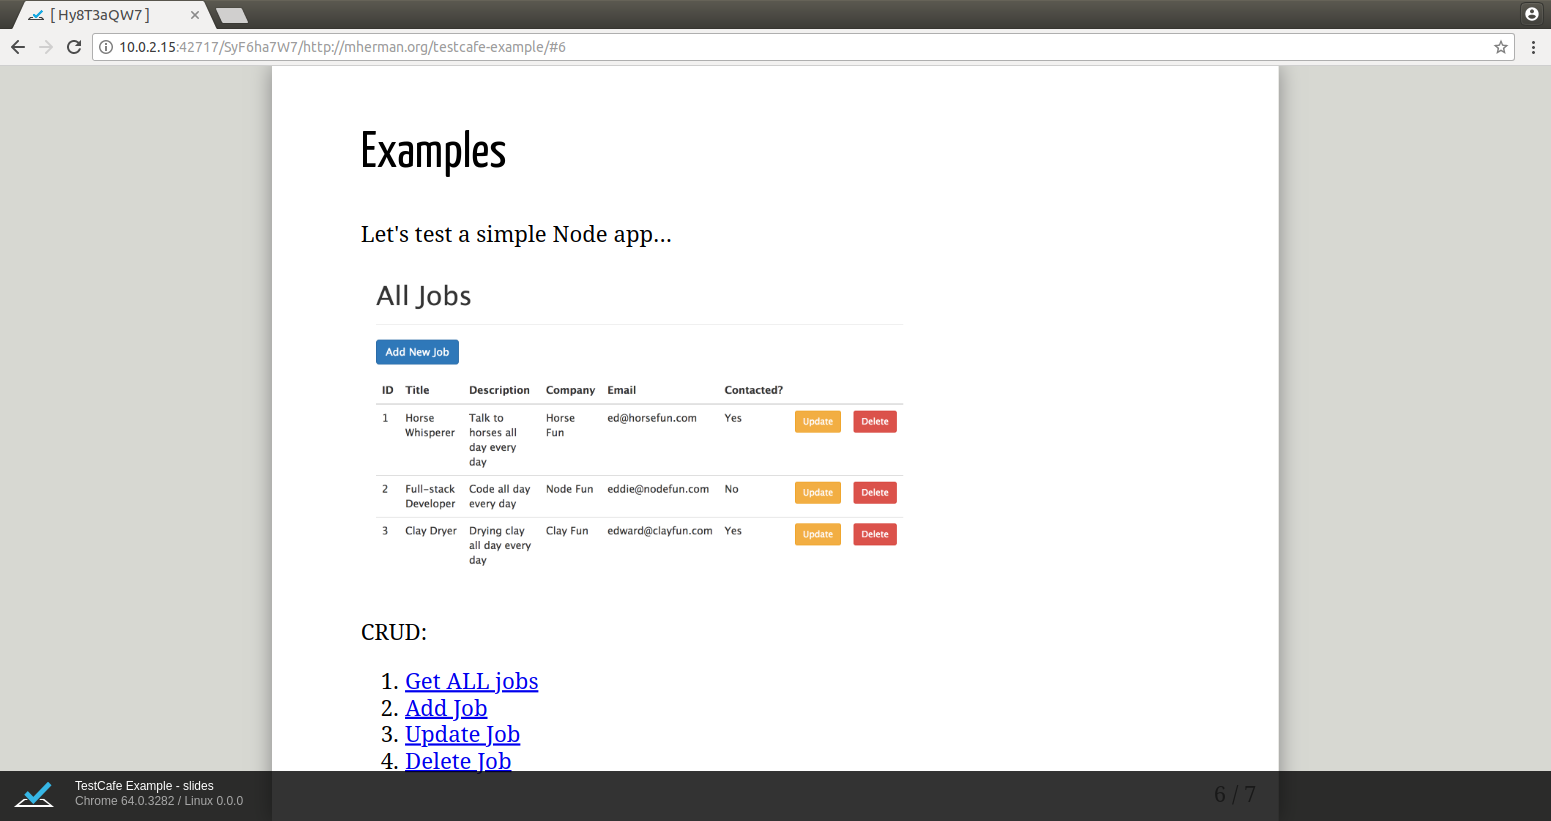 [ Hy8T3aQW7 ]
10.0.2.15:42717/SyF6ha7W7/http://mherman.org/testcafe-example/#6
Examples
Let's test a simple Node app...
All Jobs
Add New Job
ID Title Description Company Email Contacted?
1 Horse Talk to Horse ed@horsefun.com Yes Update Delete
Whisperer horses all Fun
day every
day
2 Full-stack Code all day Node Fun eddie@nodefun.com No Update Delete
Developer every day
3 Clay Dryer Drying clay Clay Fun edward@clayfun.com Yes Update Delete
all day every
day
CRUD:
1. Get ALL jobs
2. Add Job
3. Update Job
4. Delete Job
TestCafe Example - slides
Chrome 64.0.3282 / Linux 0.0.0
6 / 7